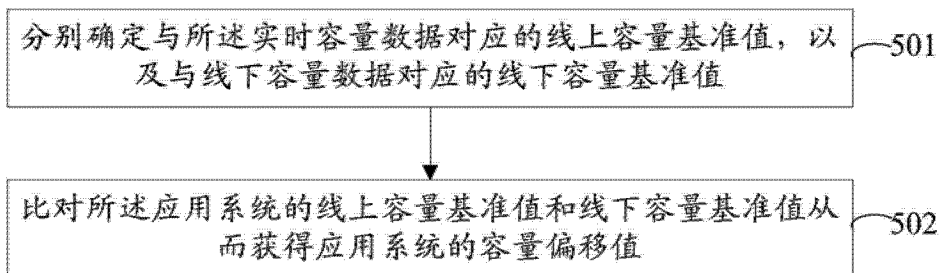 分别确定与所述实时容量数据对应的线上容量基准值，以
及与线下容量数据对应的线下容量基准值
501
比对所述应用系统的线上容量基准值和线下容量基准值从
而获得应用系统的容量偏移值
502